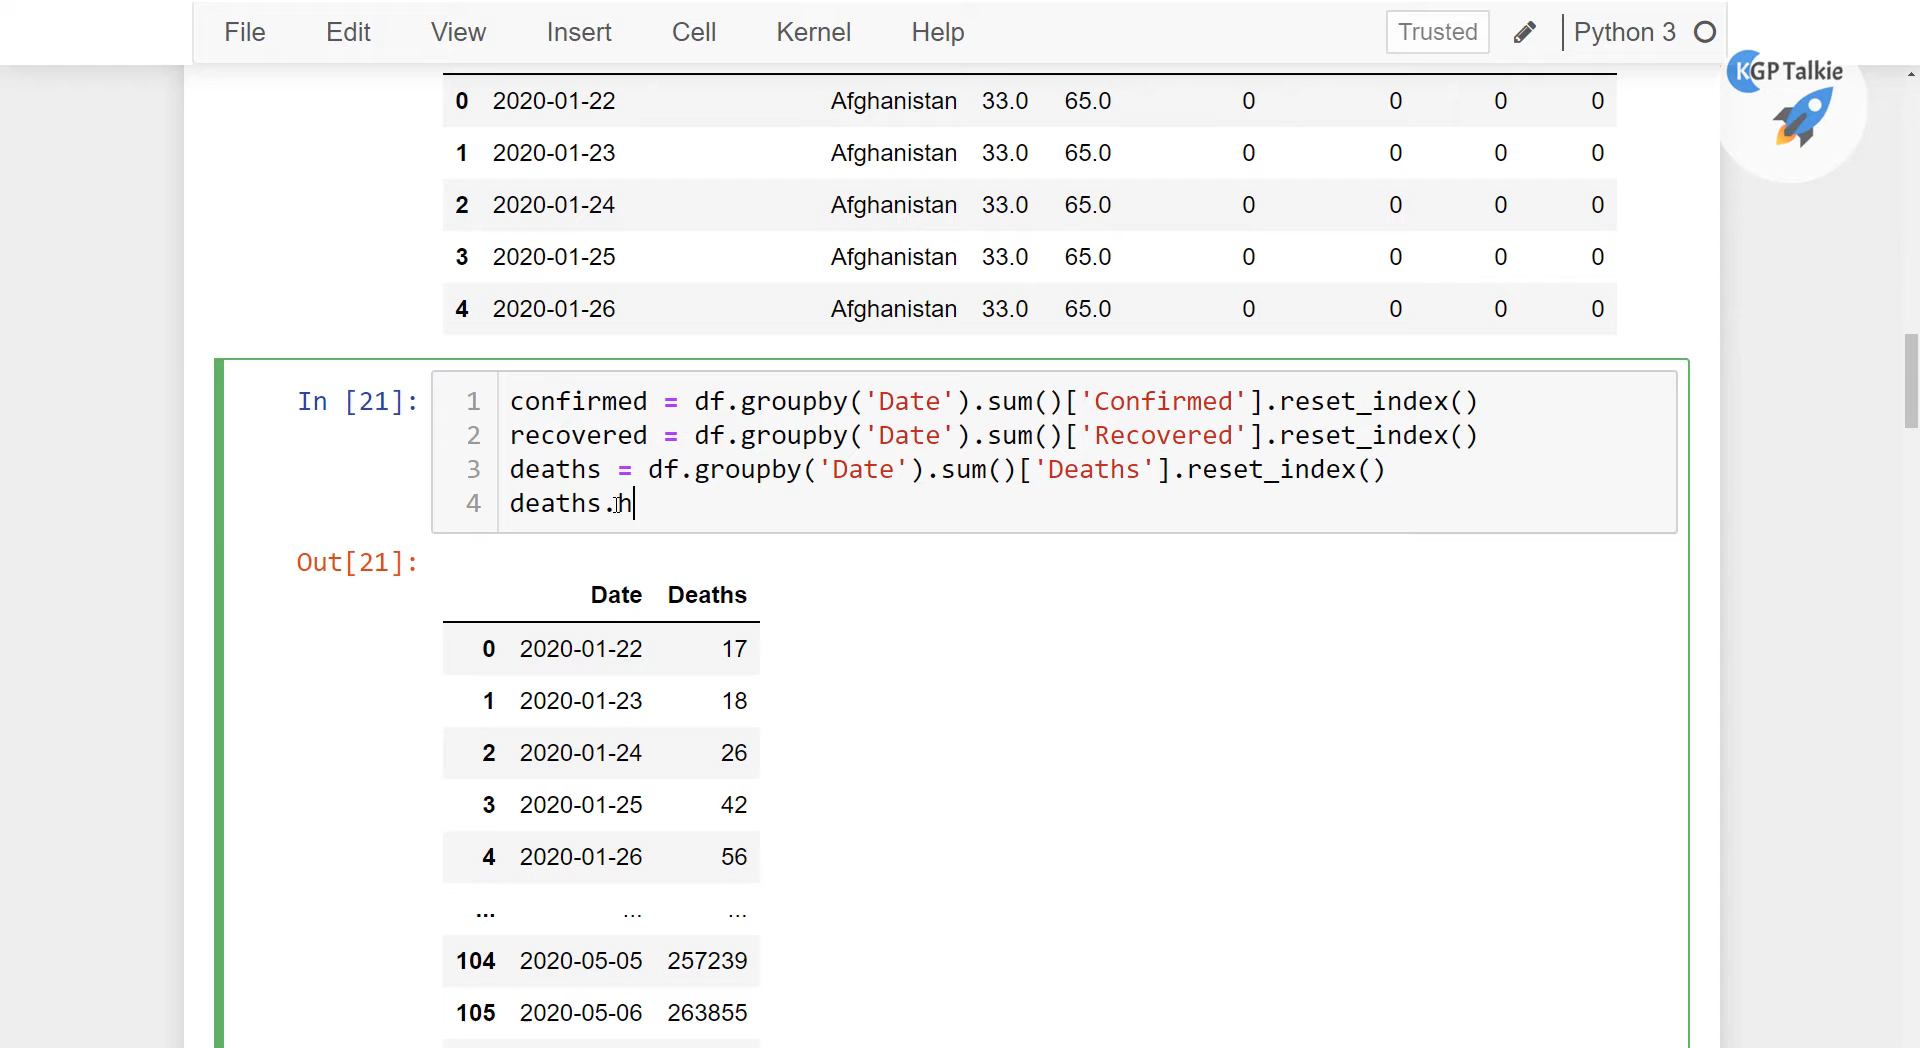 File Edit View Insert Cell Kernel Help Trusted Python 3
KGP Talkie
0 2020-01-22 Afghanistan 33.0 65.0 0 0 0 0
1 2020-01-23 Afghanistan 33.0 65.0 0 0 0 0
2 2020-01-24 Afghanistan 33.0 65.0 0 0 0 0
3 2020-01-25 Afghanistan 33.0 65.0 0 0 0 0
4 2020-01-26 Afghanistan 33.0 65.0 0 0 0 0
In [21]: 1 confirmed = df.groupby('Date').sum()['Confirmed'].reset_index()
2 recovered = df.groupby('Date').sum()['Recovered'].reset_index()
3 deaths = df.groupby('Date').sum()['Deaths'].reset_index()
4 deaths.h
Out[21]:
Date Deaths
0 2020-01-22 17
1 2020-01-23 18
2 2020-01-24 26
3 2020-01-25 42
4 2020-01-26 56
... ... ...
104 2020-05-05 257239
105 2020-05-06 263855